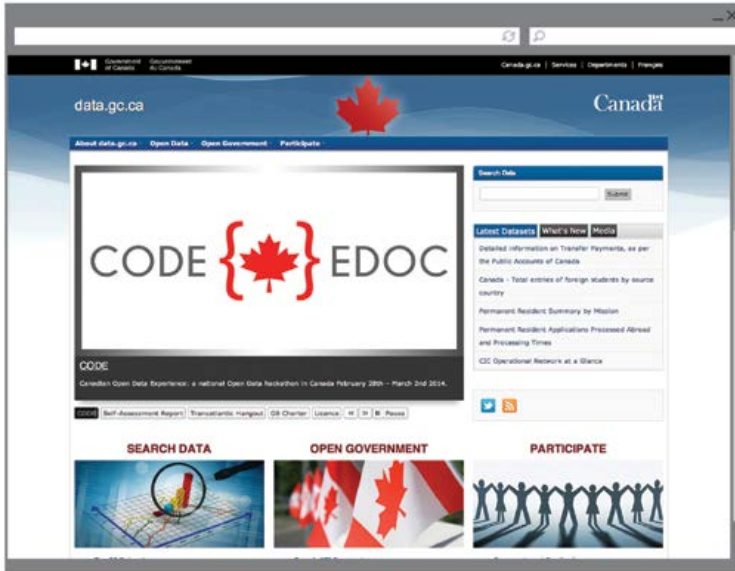 Government of Canada
Gouvernement du Canada
Canada.gc.ca | Services | Departments | Français
data.gc.ca
Canada
About data.gc.ca
Open Data
Open Government
Participate
CODE { } EDOC
CODE
Canadian Open Data Experience: a national Open Data hackathon in Canada February 28th - March 2nd 2014.
CODE
Self-Assessment Report
Transatlantic Hangout
G8 Charter
Licence
Pause
Search Data
Submit
Latest Datasets
What's New
Media
Detailed information on Transfer Payments, as per
the Public Accounts of Canada
Canada - Total entries of foreign students by source
country
Permanent Resident Summary by Mission
Permanent Resident Applications Processed Abroad
and Processing Times
CIC Operational Network at a Glance
SEARCH DATA
OPEN GOVERNMENT
PARTICIPATE